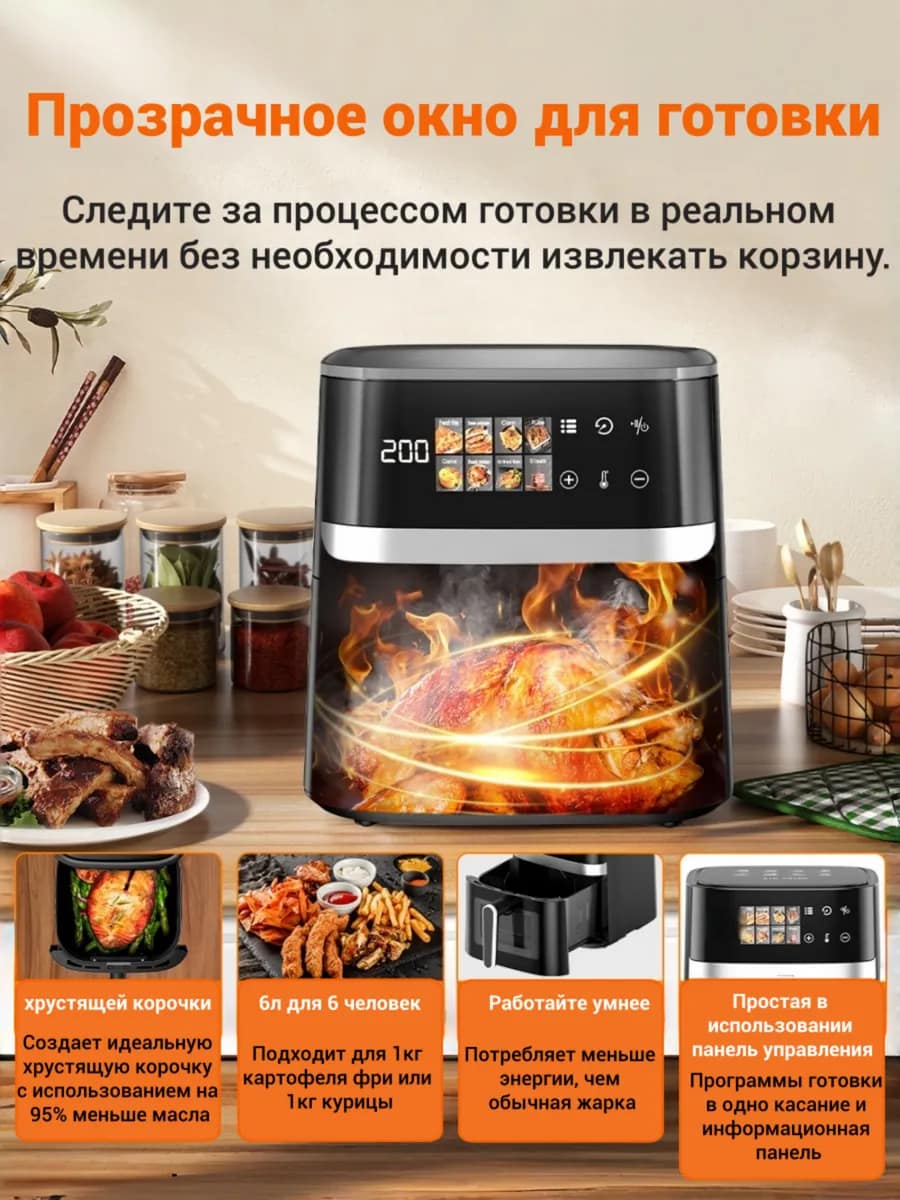 Прозрачное окно для готовки
Следите за процессом готовки в реальном
времени без необходимости извлекать корзину.
200
хрустящей корочки
Создает идеальную
хрустящую корочку
с использованием на
95% меньше масла
6л для 6 человек
Подходит для 1кг
картофеля фри или
1кг курицы
Работайте умнее
Потребляет меньше
энергии, чем
обычная жарка
Простая в
использовании
панель управления
Программы готовки
в одно касание и
информационная
панель